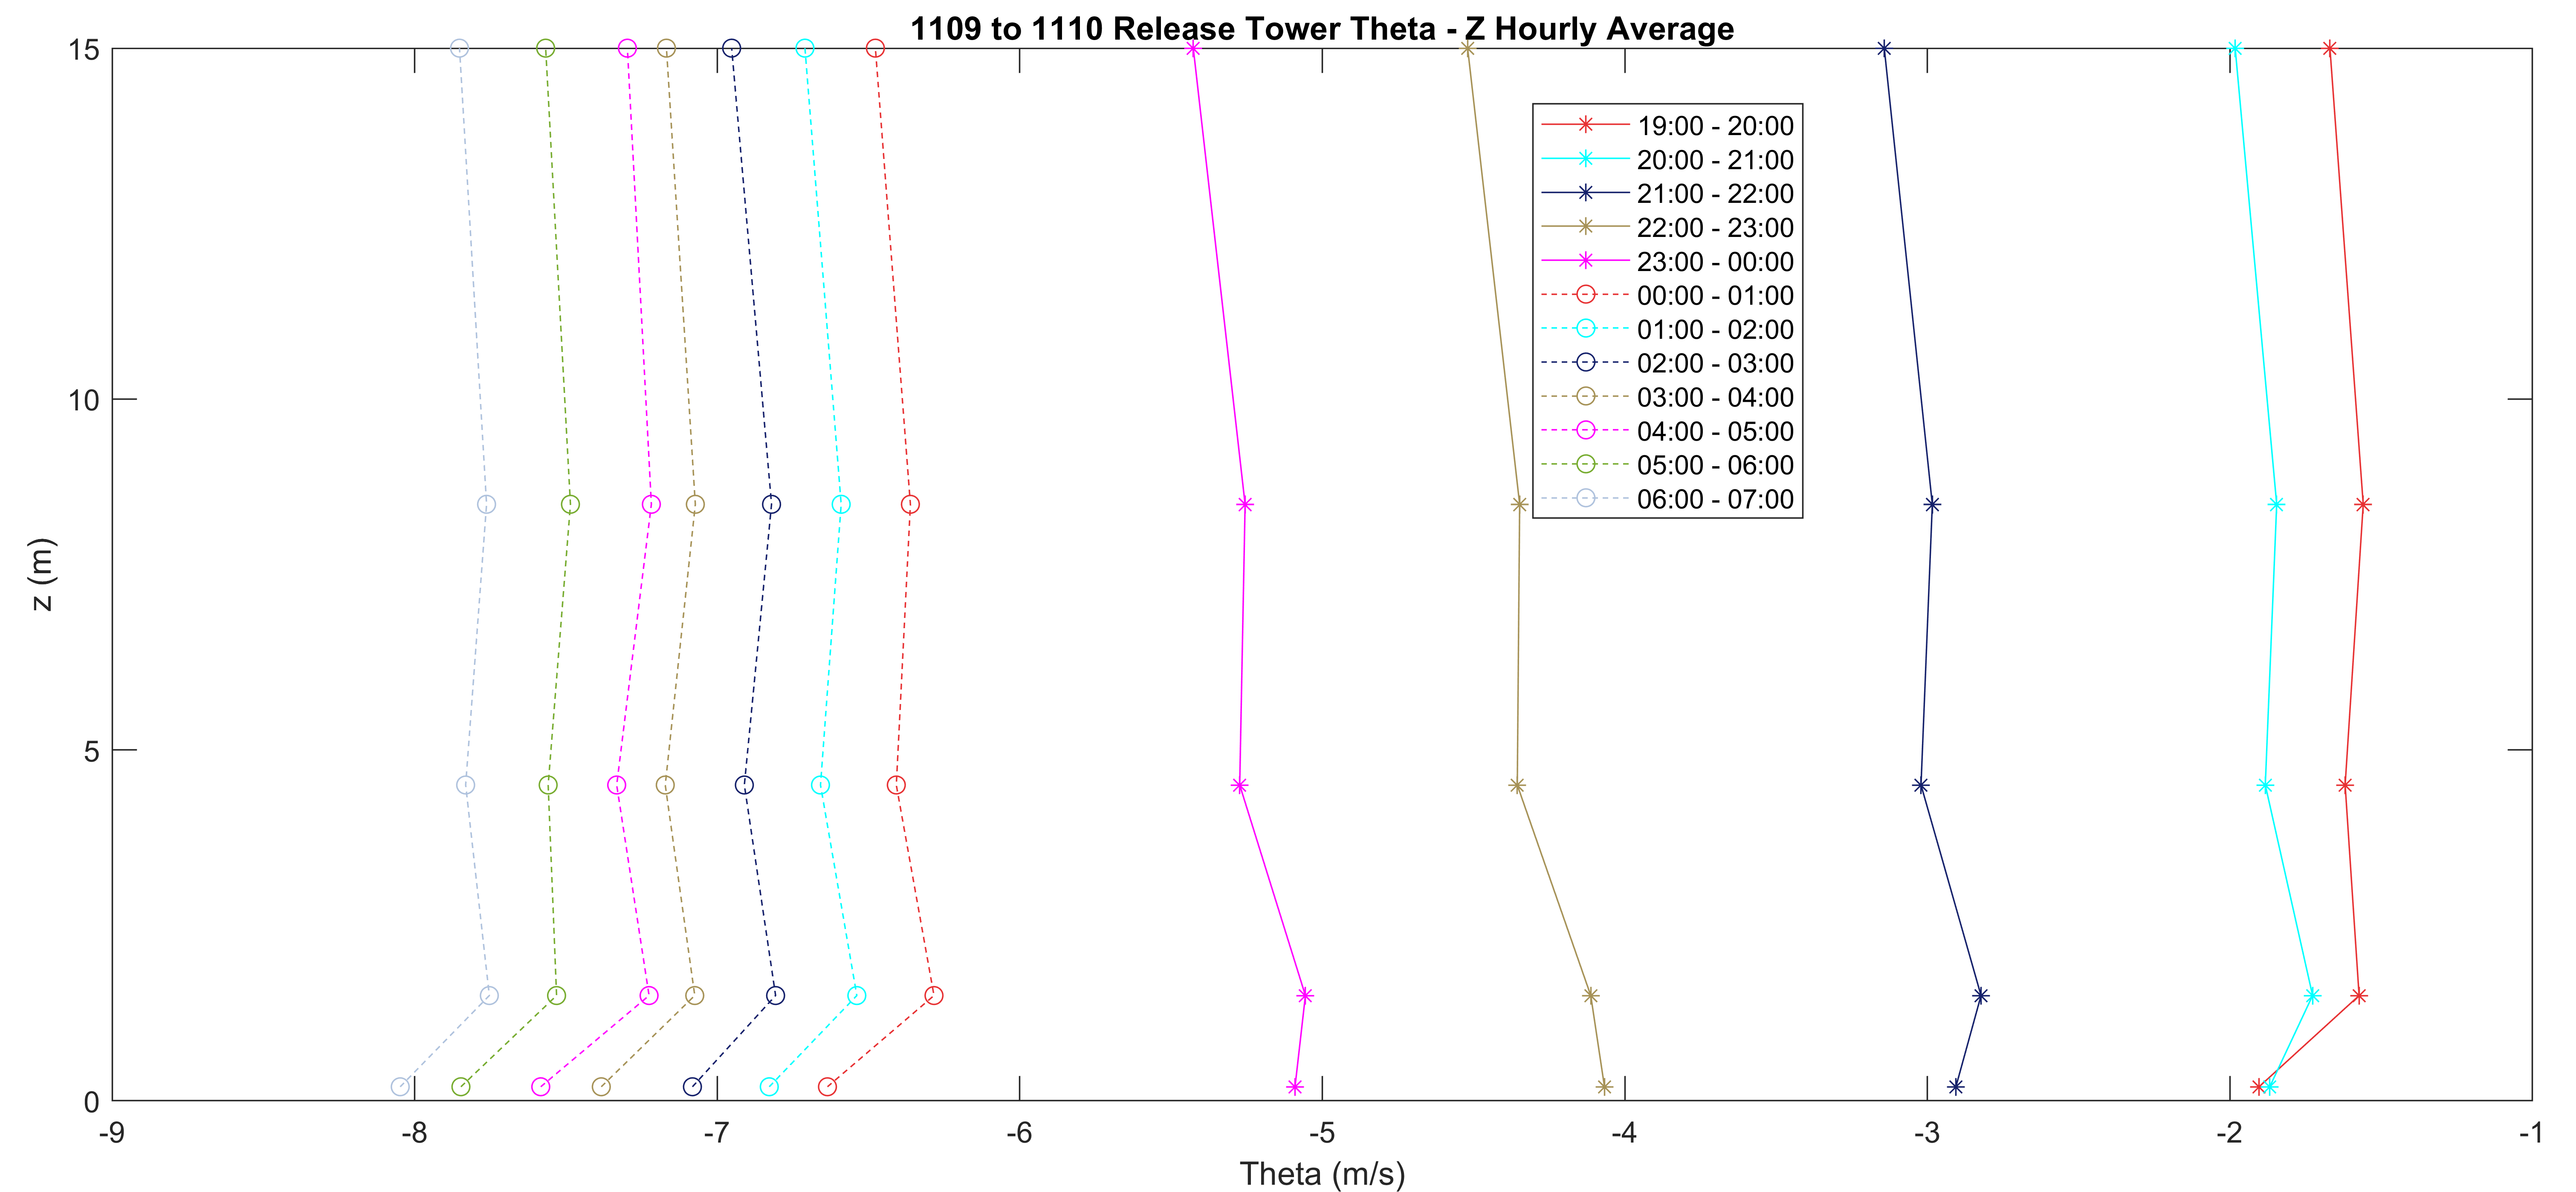 1109 to 1110 Release Tower Theta - Z Hourly Average
15
10
5
0
z (m)
19:00 - 20:00
20:00 - 21:00
21:00 - 22:00
22:00 - 23:00
23:00 - 00:00
00:00 - 01:00
01:00 - 02:00
02:00 - 03:00
03:00 - 04:00
04:00 - 05:00
05:00 - 06:00
06:00 - 07:00
-9 -8 -7 -6 -5 -4 -3 -2 -1
Theta (m/s)